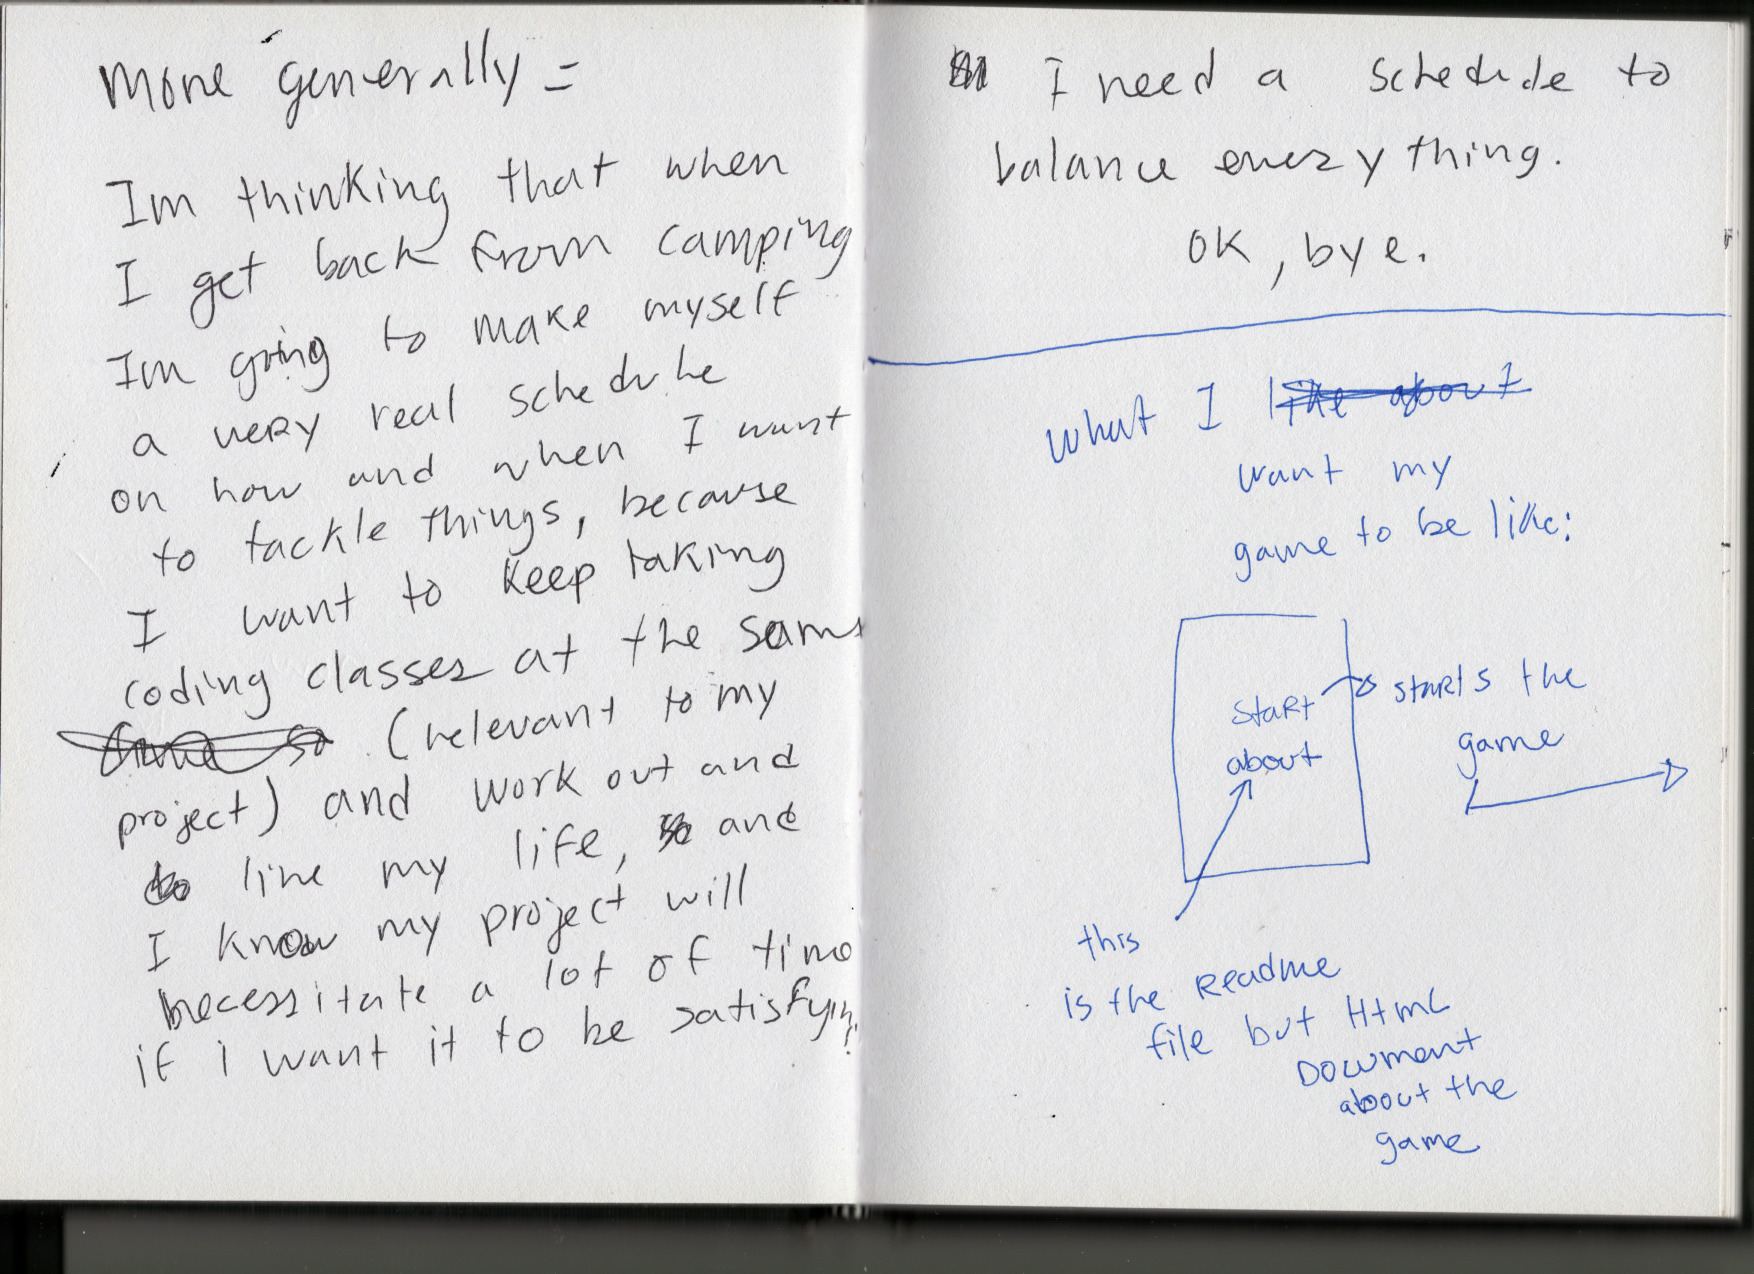 More generally =
Im thinking that when
I get back from camping
Im going to make myself
a very real schedule
on how and when I want
to tackle things, because
I want to keep taking
coding classes at the same
time so (relevant to my
project) and work out and
to live my life, and
I know my project will
necessitate a lot of time
if i want it to be satisfying.
I need a schedule to
balance everything.
OK, bye.
What I like about
want my
game to be like:
start
about
starts the
game
this
is the Readme
file but HtmL
Document
about the
game